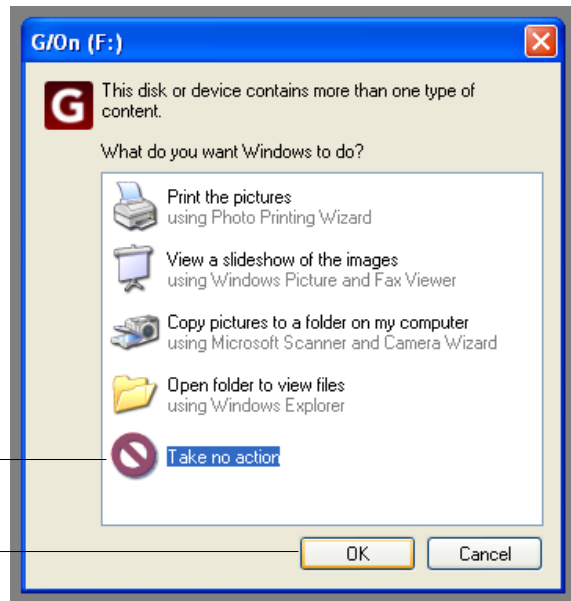 G/On (F:)
G
This disk or device contains more than one type of
content.
What do you want Windows to do?
Print the pictures
using Photo Printing Wizard
View a slideshow of the images
using Windows Picture and Fax Viewer
Copy pictures to a folder on my computer
using Microsoft Scanner and Camera Wizard
Open folder to view files
using Windows Explorer
Take no action
OK Cancel